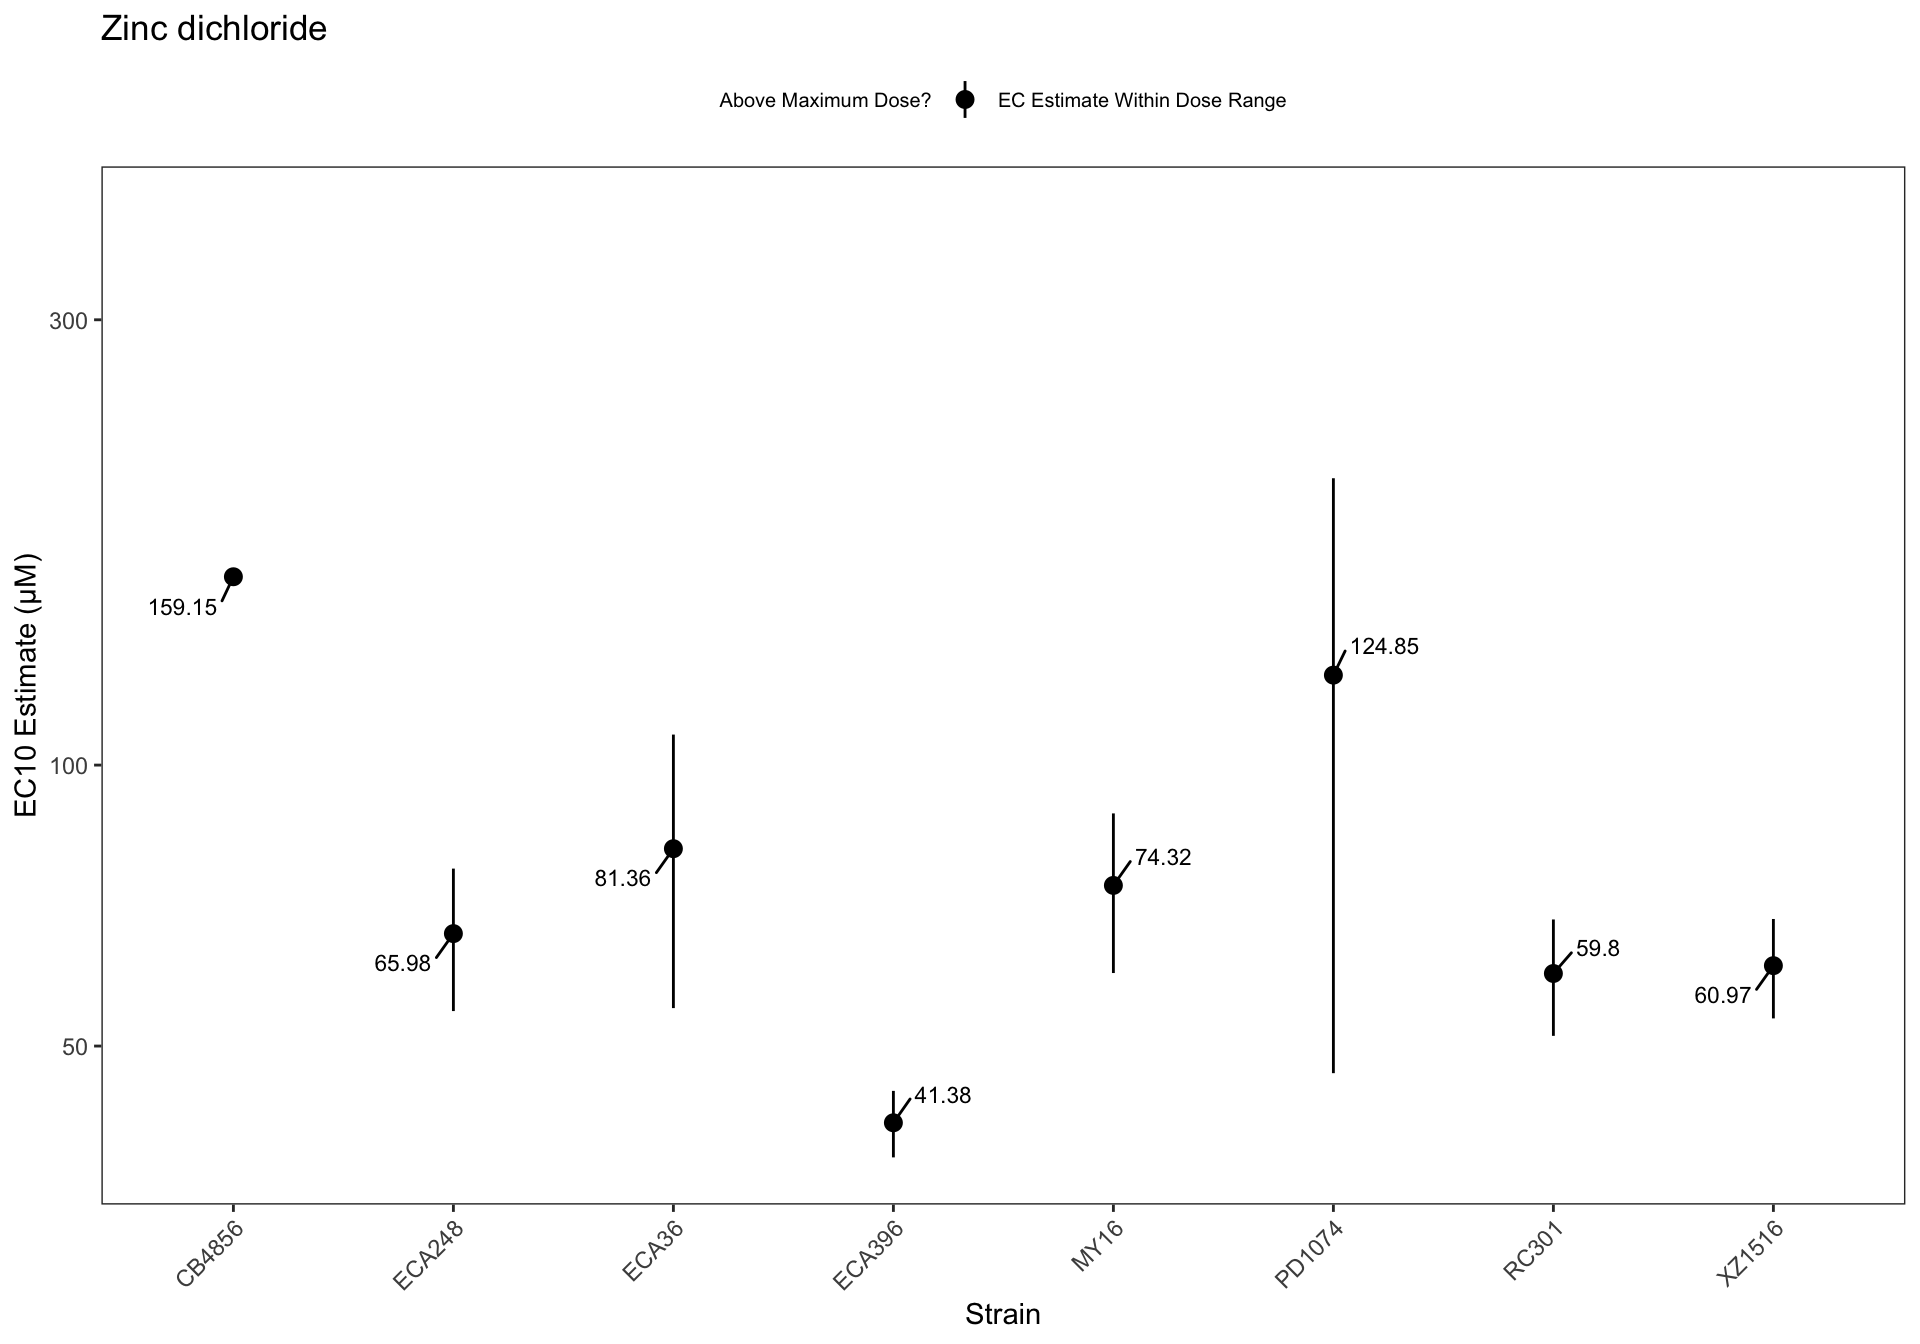 Zinc dichloride
Above Maximum Dose? EC Estimate Within Dose Range
EC10 Estimate (µM)
300
100
50
159.15
65.98
81.36
41.38
74.32
124.85
59.8
60.97
CB4856
ECA248
ECA36
ECA396
MY16
PD1074
RC301
XZ1516
Strain